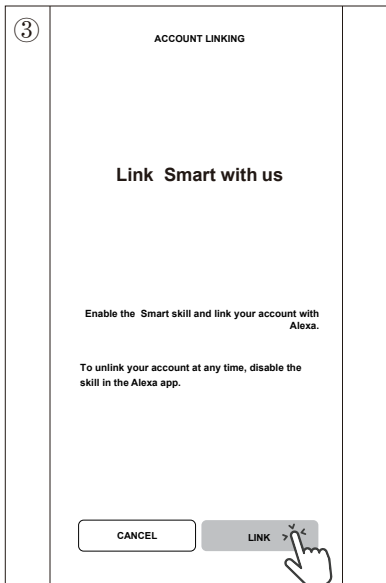 ③
ACCOUNT LINKING
Link Smart with us
Enable the Smart skill and link your account with
Alexa.
To unlink your account at any time, disable the
skill in the Alexa app.
CANCEL
LINK